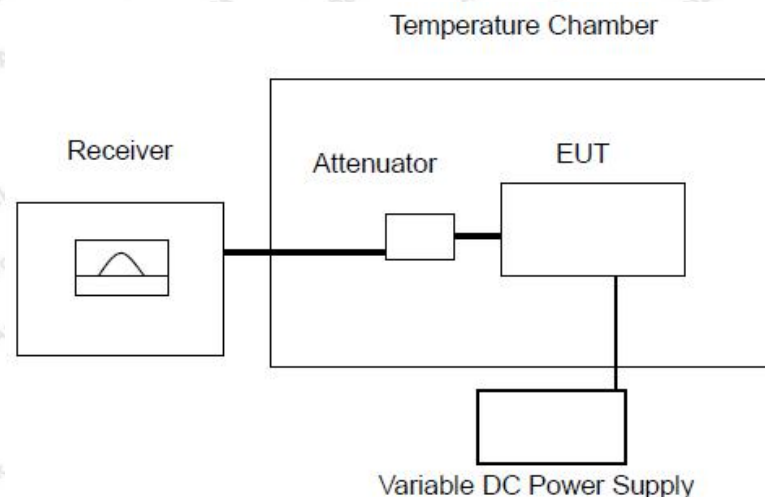 Temperature Chamber
Receiver
Attenuator
EUT
Variable DC Power Supply